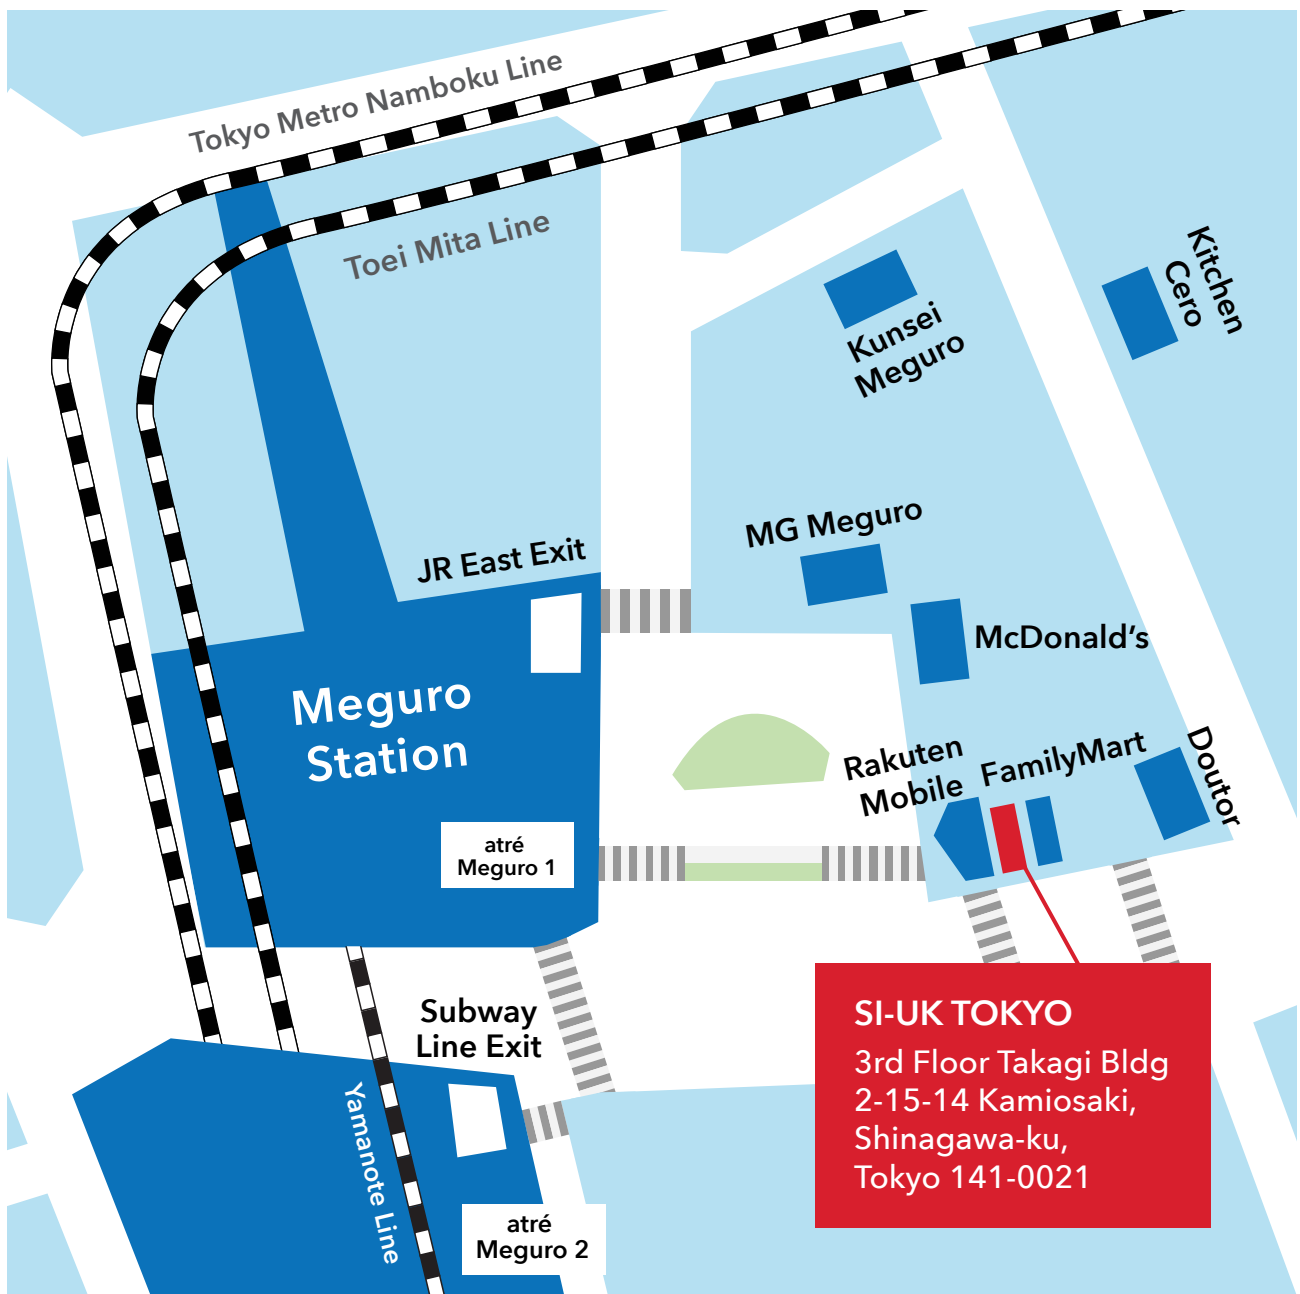 Tokyo Metro Namboku Line
Toei Mita Line
Kitchen
Cero
Kunsei
Meguro
MG Meguro
JR East Exit
McDonald's
Meguro
Station
Rakuten
Mobile
FamilyMart
Doutor
atré
Meguro 1
Subway
Line Exit
SI-UK TOKYO
3rd Floor Takagi Bldg
2-15-14 Kamiosaki,
Shinagawa-ku,
Tokyo 141-0021
Yamanote Line
atré
Meguro 2